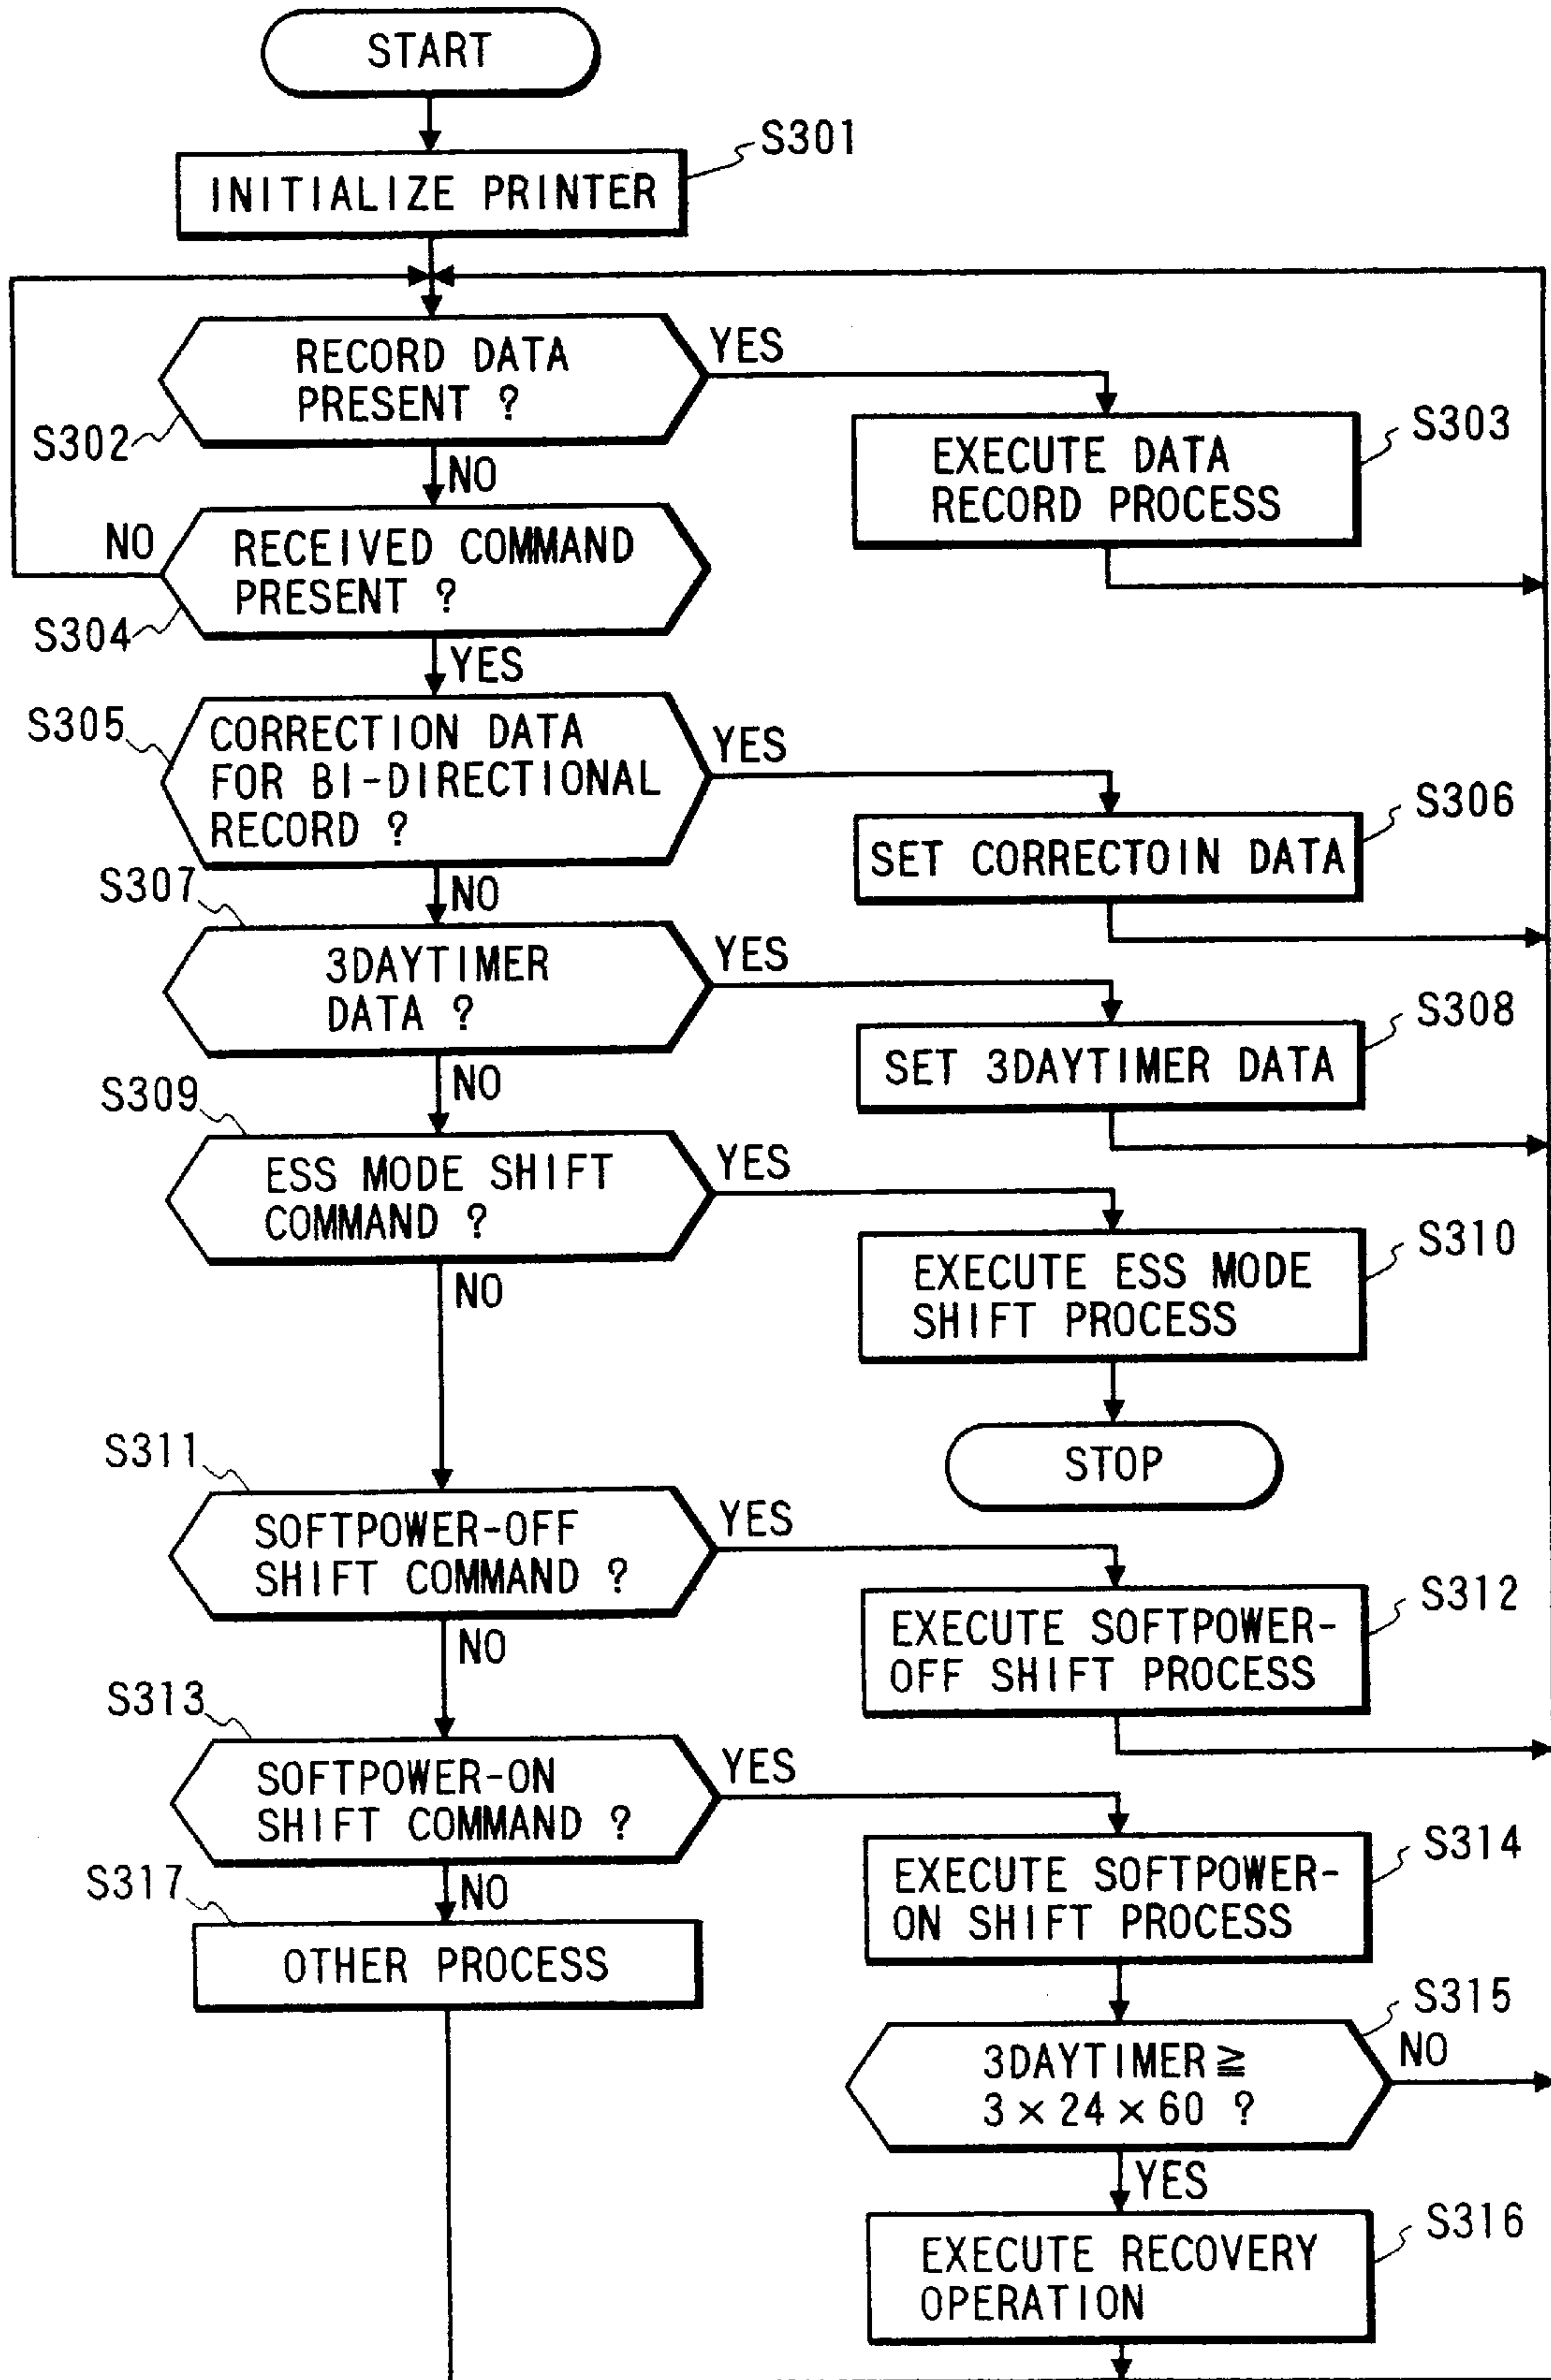 START
S301
INITIALIZE PRINTER
RECORD DATA
PRESENT ?
YES
S302
NO
S303
EXECUTE DATA
RECORD PROCESS
NO
RECEIVED COMMAND
PRESENT ?
S304
YES
S305
CORRECTION DATA
FOR BI-DIRECTIONAL
RECORD ?
YES
S306
SET CORRECTOIN DATA
S307
NO
3DAYTIMER
DATA ?
YES
S308
SET 3DAYTIMER DATA
S309
NO
ESS MODE SHIFT
COMMAND ?
YES
S310
EXECUTE ESS MODE
SHIFT PROCESS
NO
STOP
S311
SOFTPOWER-OFF
SHIFT COMMAND ?
YES
S312
EXECUTE SOFTPOWER-
OFF SHIFT PROCESS
NO
S313
SOFTPOWER-ON
SHIFT COMMAND ?
YES
S314
EXECUTE SOFTPOWER-
ON SHIFT PROCESS
S317
NO
OTHER PROCESS
S315
3DAYTIMER ≧
3 × 24 × 60 ?
NO
YES
S316
EXECUTE RECOVERY
OPERATION